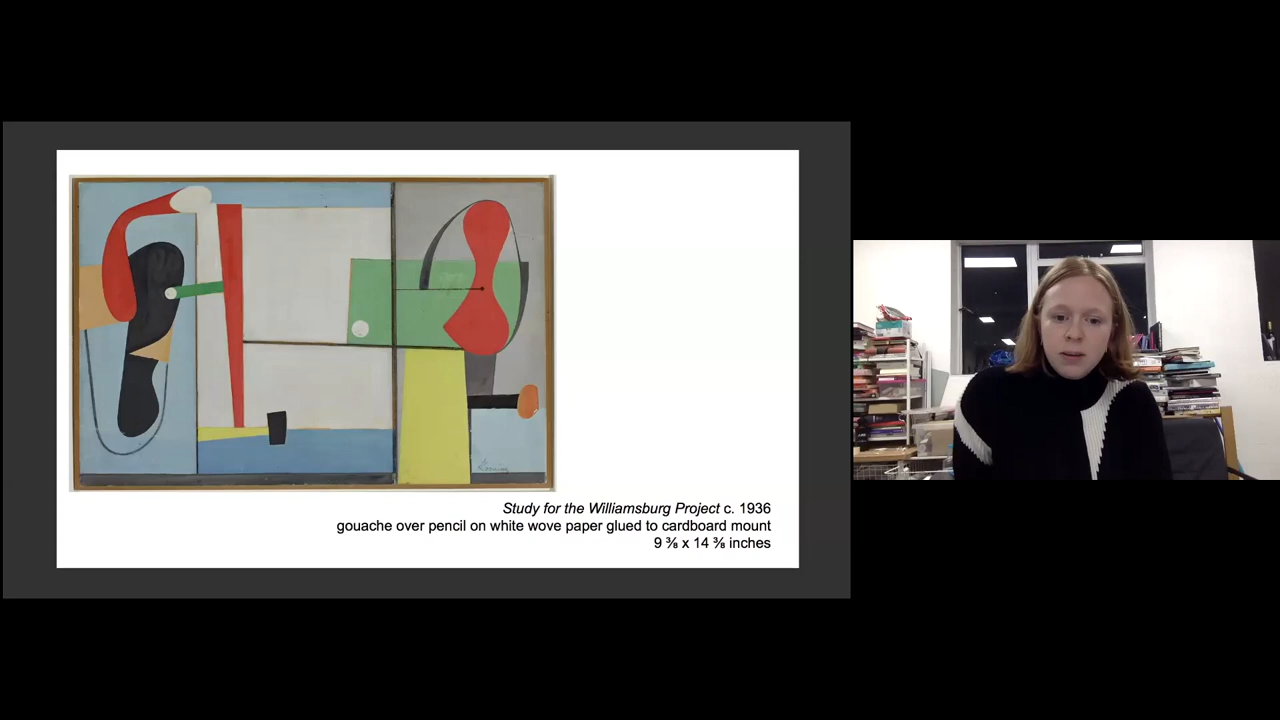 Study for the Williamsburg Project c. 1936
gouache over pencil on white wove paper glued to cardboard mount
9 ⅜ x 14 ⅜ inches